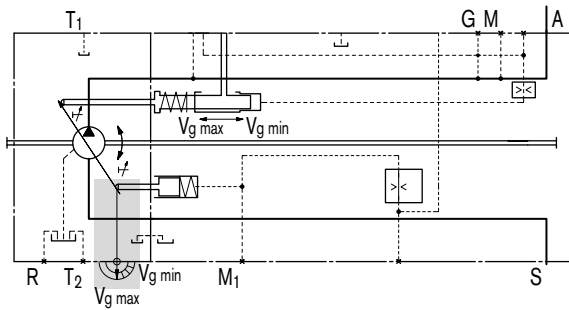 T1 G M A
Vg max Vg min
R T2 Vg min M1 S
Vg max